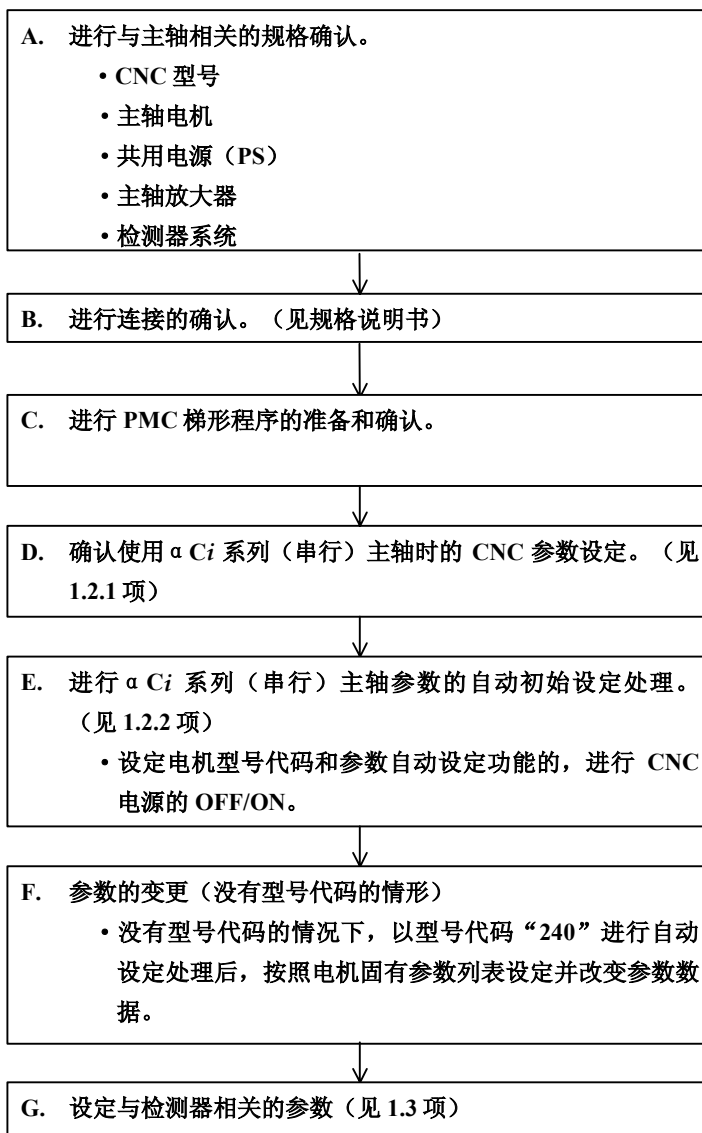 A. 进行与主轴相关的规格确认。
・CNC 型号
・主轴电机
・共用电源（PS）
・主轴放大器
・检测器系统
B. 进行连接的确认。（见规格说明书）
C. 进行 PMC 梯形程序的准备和确认。
D. 确认使用 α Ci 系列（串行）主轴时的 CNC 参数设定。（见
1.2.1 项）
E. 进行 α Ci 系列（串行）主轴参数的自动初始设定处理。
（见 1.2.2 项）
・设定电机型号代码和参数自动设定功能的，进行 CNC
电源的 OFF/ON。
F. 参数的变更（没有型号代码的情形）
・没有型号代码的情况下，以型号代码“240”进行自动
设定处理后，按照电机固有参数列表设定并改变参数数
据。
G. 设定与检测器相关的参数（见 1.3 项）